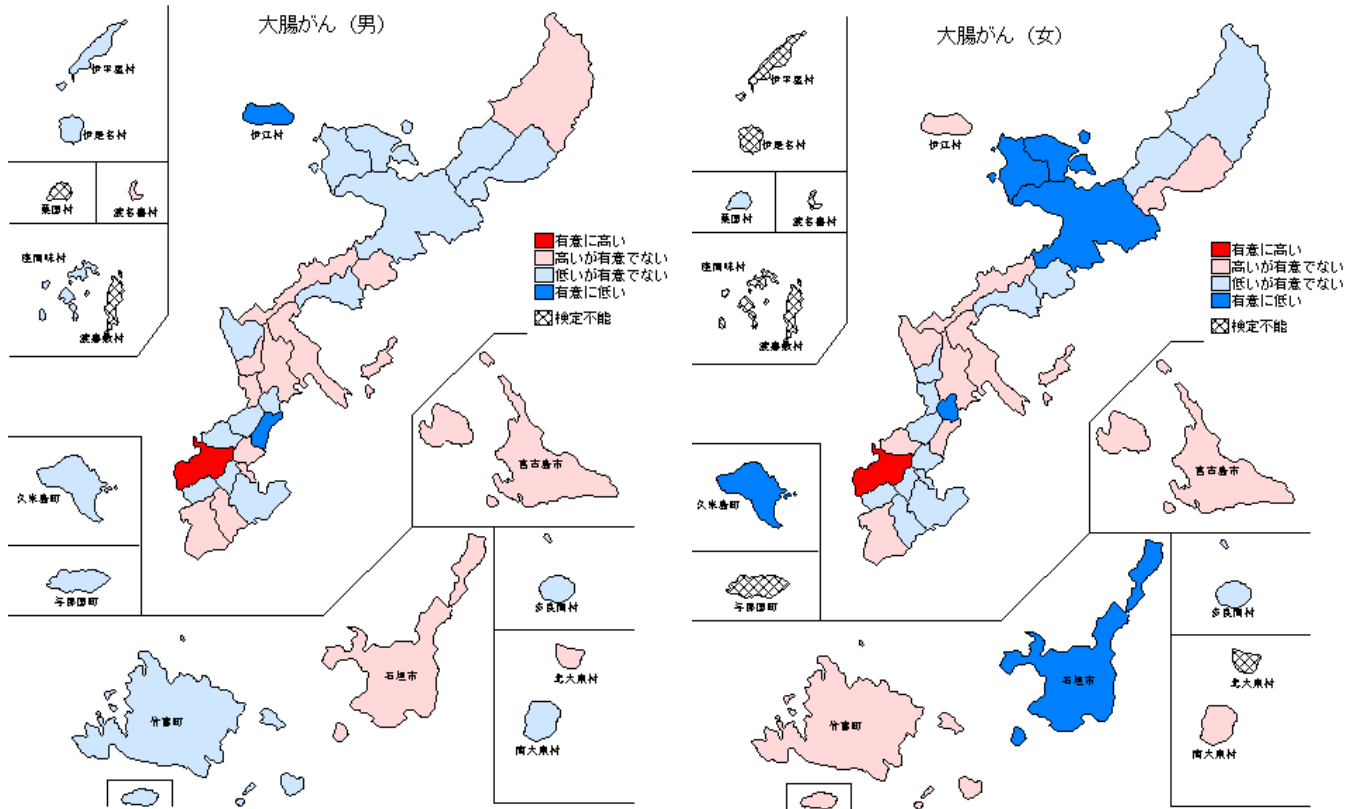 大腸がん（男）
伊平屋村
伊是名村
伊江村
粟国村
渡名喜村
座間味村
渡嘉敷村
有意に高い
高いが有意でない
低いが有意でない
有意に低い
検定不能
久米島町
宮古島市
与那国町
多良間村
石垣市
北大東村
竹富町
南大東村
大腸がん（女）
伊平屋村
伊是名村
伊江村
粟国村
渡名喜村
座間味村
渡嘉敷村
有意に高い
高いが有意でない
低いが有意でない
有意に低い
検定不能
久米島町
宮古島市
与那国町
多良間村
石垣市
北大東村
竹富町
南大東村